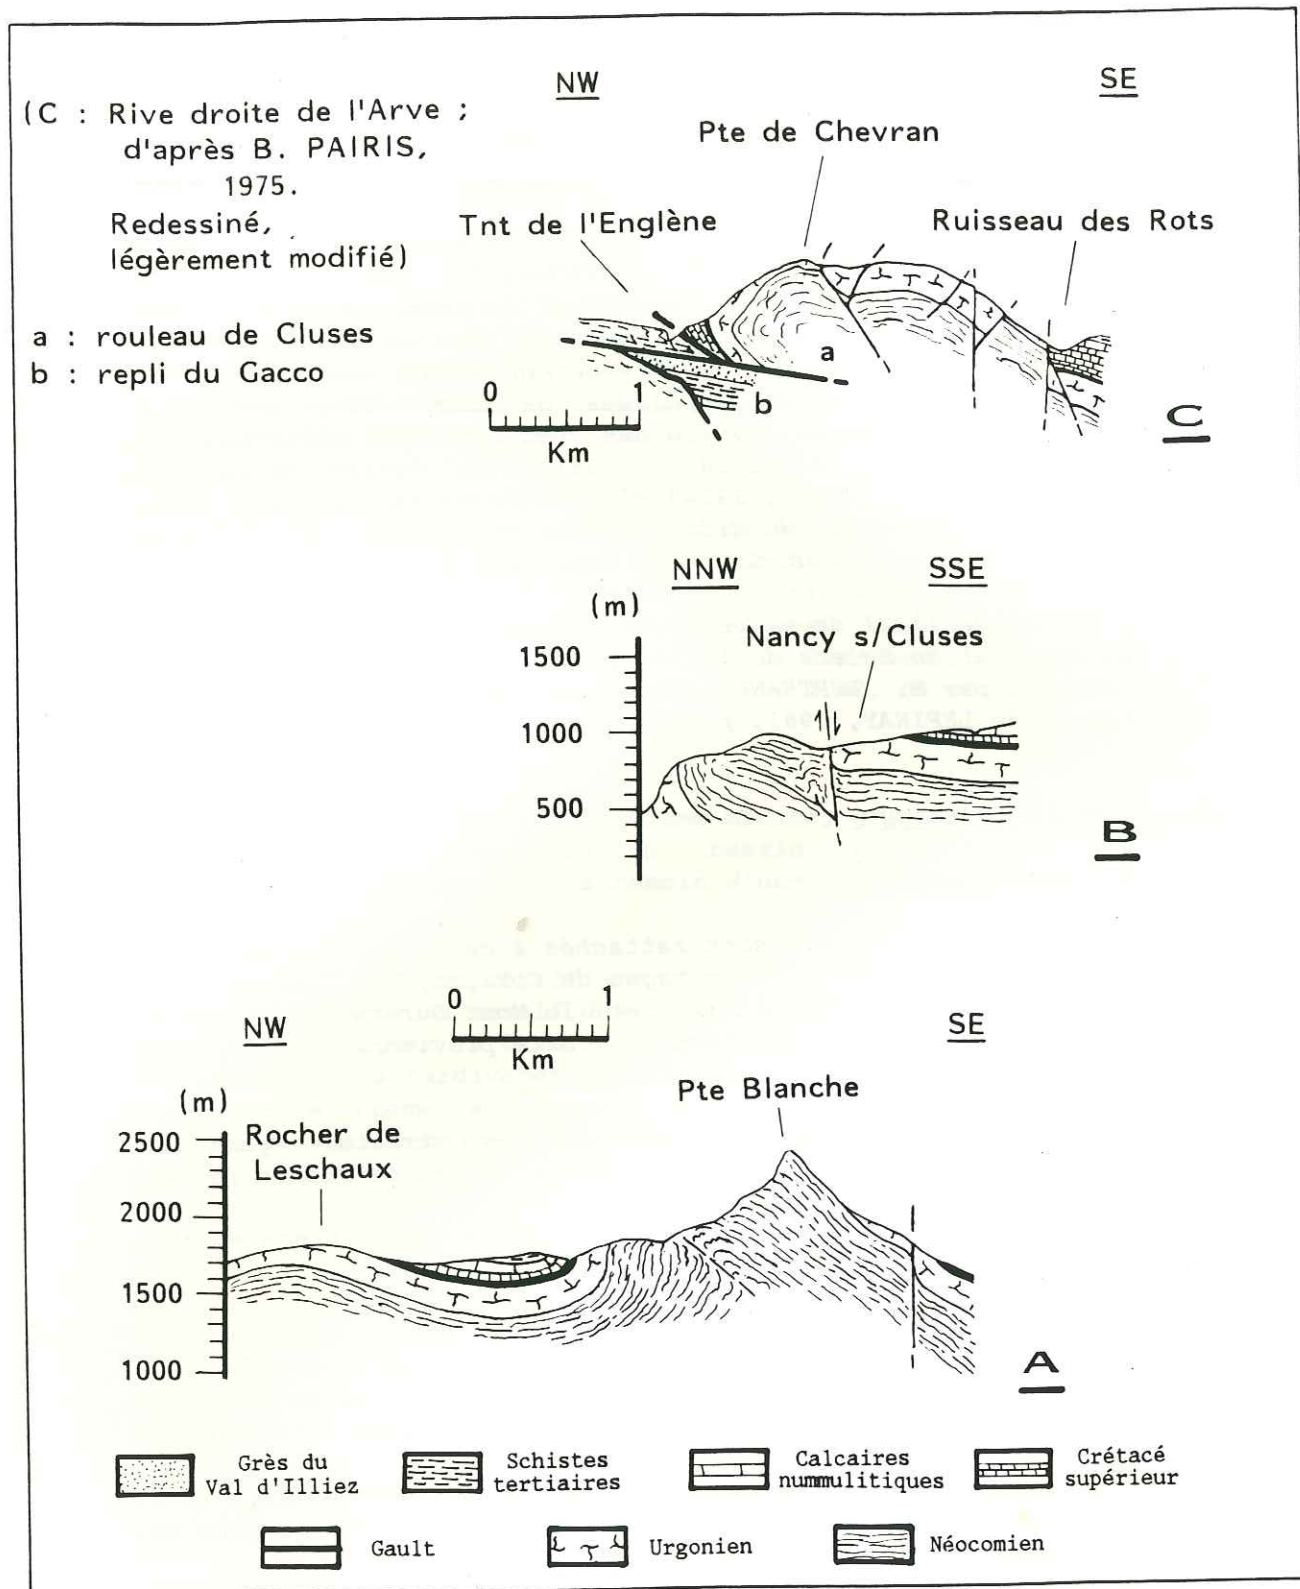 NW
SE
(C : Rive droite de l'Arve ;
d'après B. PAIRIS,
1975.
Redessiné,
légèrement modifié)
a : rouleau de Cluses
b : repli du Gacco
Pte de Chevran
Tnt de l'Englène
Ruisseau des Rots
a
b
0 1
Km
C
NNW
SSE
(m)
Nancy s/Cluses
1500
1000
500
B
0 1
Km
NW
SE
(m)
Pte Blanche
Rocher de
Leschaux
2500
2000
1500
1000
A
Grès du
Val d'Illiez
Schistes
tertiaires
Calcaires
nummulitiques
Crétacé
supérieur
Gault
Urgonien
Néocomien